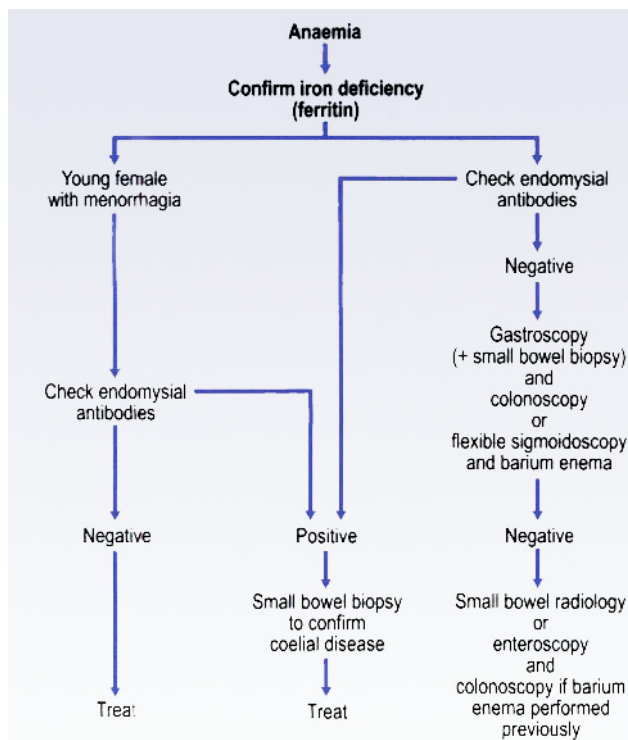 Anaemia
Confirm iron deficiency
(ferritin)
Young female
with menorrhagia
Check endomysial
antibodies
Negative
Gastroscopy
(+ small bowel biopsy)
and
colonoscopy
or
flexible sigmoidoscopy
and barium enema
Check endomysial
antibodies
Negative
Positive
Negative
Small bowel biopsy
to confirm
coelial disease
Small bowel radiology
or
enteroscopy
and
colonoscopy if barium
enema performed
previously
Treat
Treat